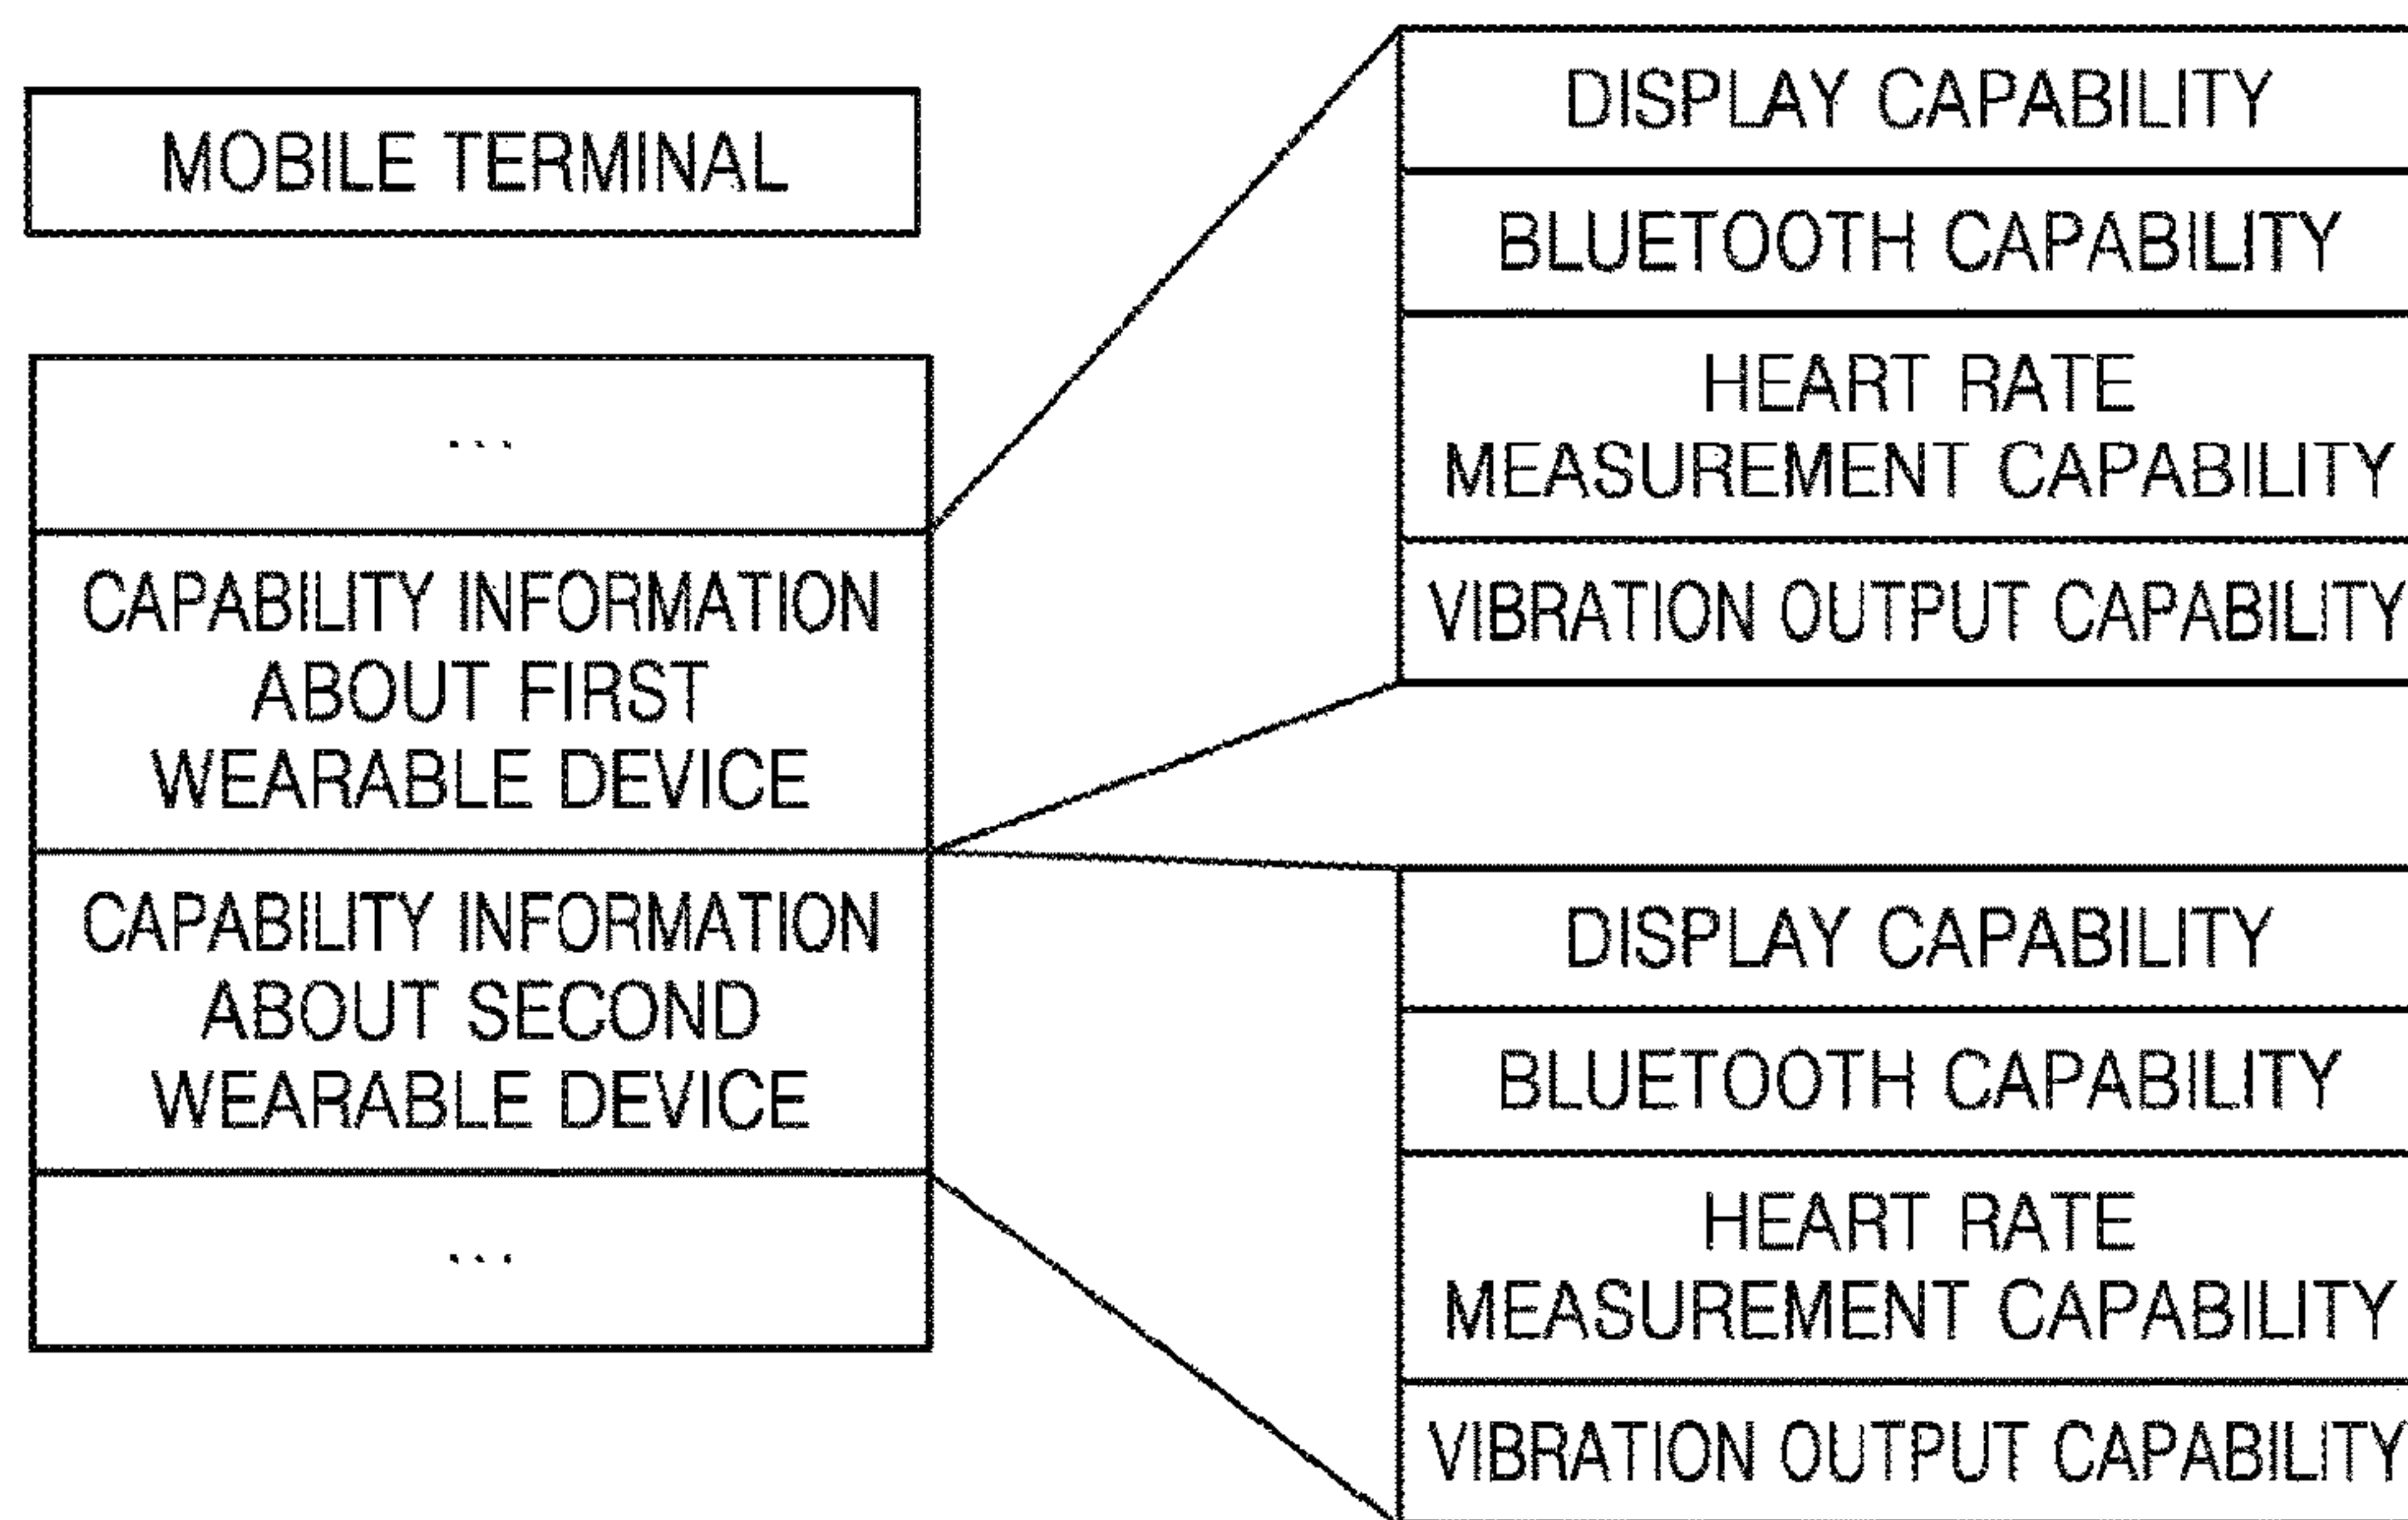 MOBILE TERMINAL
...
CAPABILITY INFORMATION
ABOUT FIRST
WEARABLE DEVICE
CAPABILITY INFORMATION
ABOUT SECOND
WEARABLE DEVICE
...
DISPLAY CAPABILITY
BLUETOOTH CAPABILITY
HEART RATE
MEASUREMENT CAPABILITY
VIBRATION OUTPUT CAPABILITY
DISPLAY CAPABILITY
BLUETOOTH CAPABILITY
HEART RATE
MEASUREMENT CAPABILITY
VIBRATION OUTPUT CAPABILITY